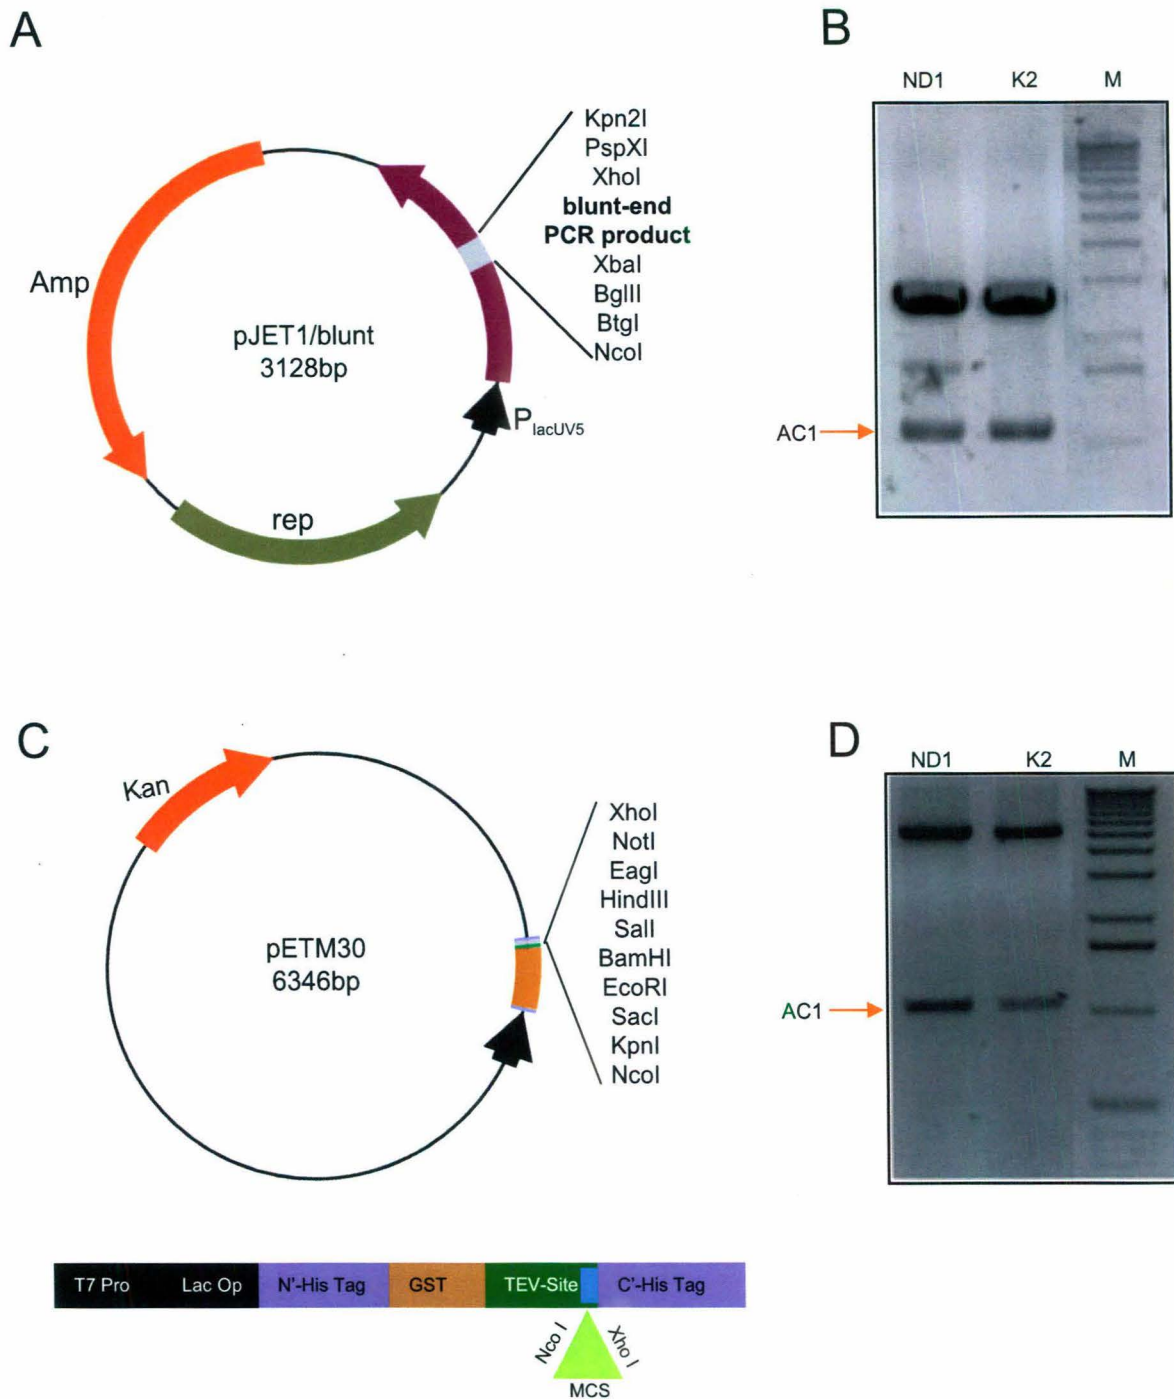 A
Kpn2I
PspXI
XhoI
blunt-end
PCR product
XbaI
BglII
BtgI
NcoI
Amp
pJET1/blunt
3128bp
PlacUV5
rep
B
ND1 K2 M
AC1
C
Kan
pETM30
6346bp
XhoI
NotI
EagI
HindIII
SalI
BamHI
EcoRI
SacI
KpnI
NcoI
D
ND1 K2 M
AC1
T7 Pro Lac Op N'-His Tag GST TEV-Site C'-His Tag
Nco I Xho I
MCS